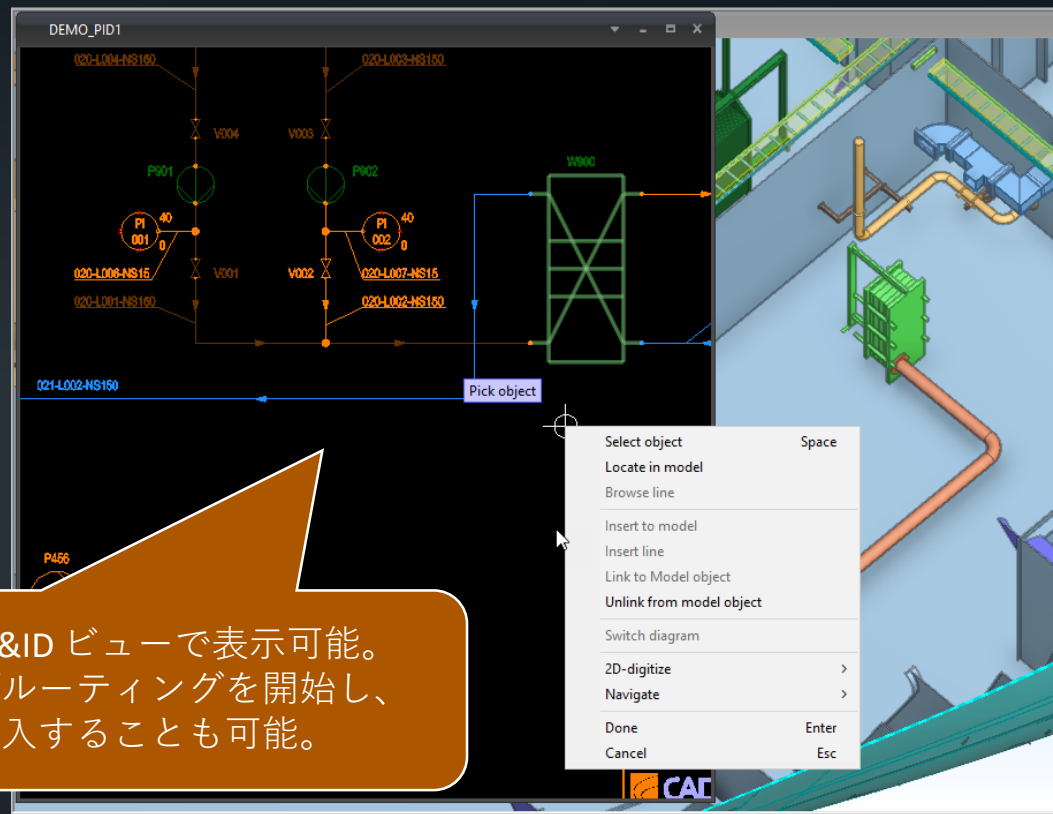 DEMO_PID1
020-L004-NS150
020-L003-NS150
V004
V003
P901
P902
W900
PI
001
40
0
PI
002
40
0
020-L006-NS15
V001
V002
020-L007-NS15
020-L001-NS150
020-L002-NS150
021-L002-NS150
Pick object
Select object Space
Locate in model
Browse line
Insert to model
Insert line
Link to Model object
Unlink from model object
Switch diagram
2D-digitize
Navigate
Done Enter
Cancel Esc
P456
&ID ビューで表示可能。
ルーティングを開始し、
入することも可能。
CAD